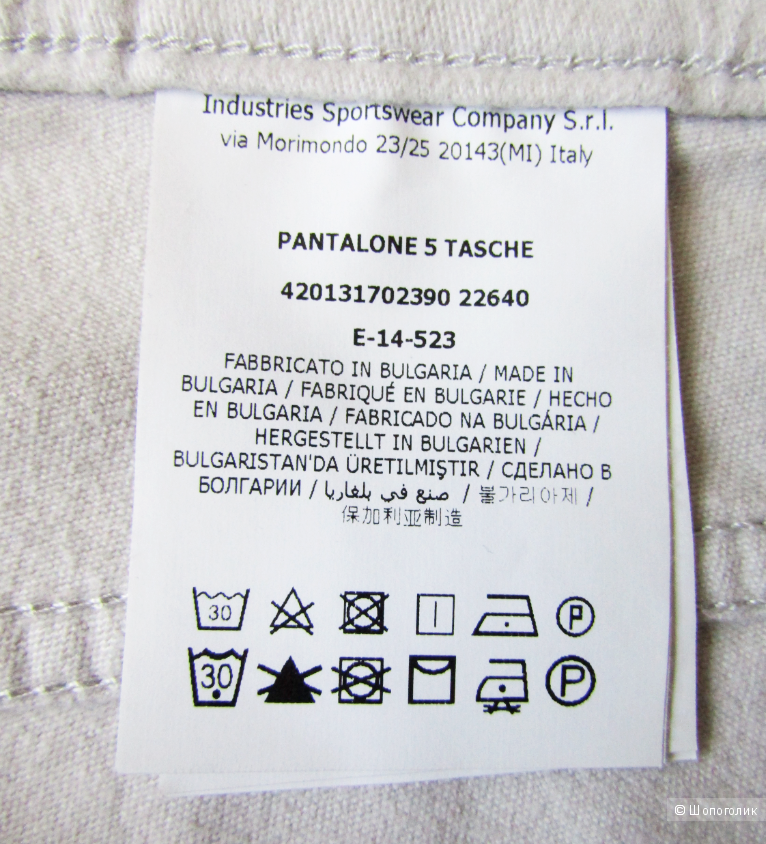 Industries Sportswear Company S.r.l.
via Morimondo 23/25 20143(MI) Italy
PANTALONE 5 TASCHE
420131702390 22640
E-14-523
FABBRICATO IN BULGARIA / MADE IN
BULGARIA / FABRIQUÉ EN BULGARIE / HECHO
EN BULGARIA / FABRICADO NA BULGÁRIA /
HERGESTELLT IN BULGARIEN /
BULGARISTAN'DA ÜRETILMIŞTIR / СДЕЛАНО В
БОЛГАРИИ / صنع في بلغاريا / 불가리아제 /
保加利亚制造
30 P
30 P
© Шопоголик